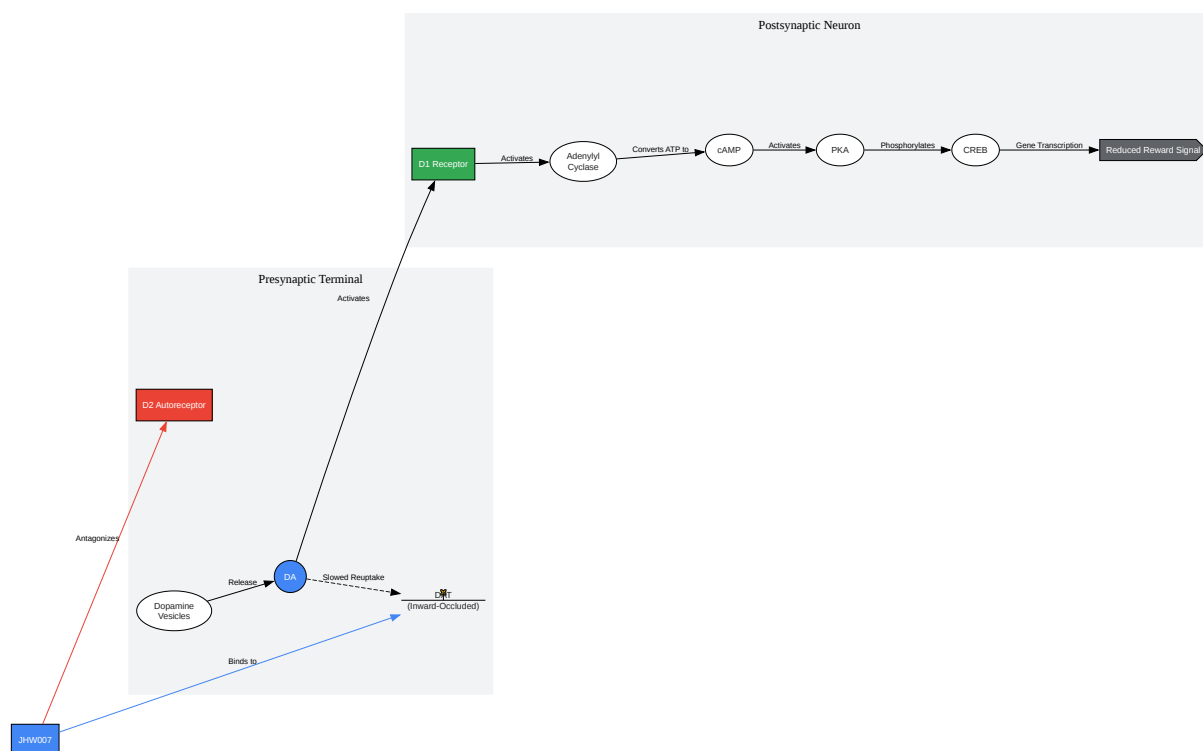 Postsynaptic Neuron
D1 Receptor
Activates
Adenylyl
Cyclase
Converts ATP to
cAMP
Activates
PKA
Phosphorylates
CREB
Gene Transcription
Reduced Reward Signal
Presynaptic Terminal
Activates
D2 Autoreceptor
Antagonizes
Dopamine
Vesicles
Release
DA
Slowed Reuptake
(Inward-Occluded)
Binds to
JHW007